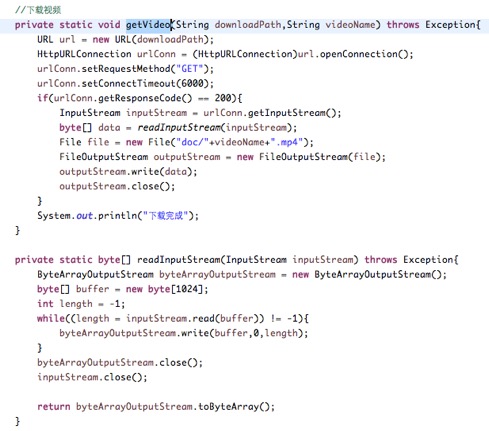 //下载视频
private static void getVideo(String downloadPath,String videoName) throws Exception{
URL url = new URL(downloadPath);
HttpURLConnection urlConn = (HttpURLConnection)url.openConnection();
urlConn.setRequestMethod("GET");
urlConn.setConnectTimeout(6000);
if(urlConn.getResponseCode() == 200){
InputStream inputStream = urlConn.getInputStream();
byte[] data = readInputStream(inputStream);
File file = new File("doc/"+videoName+".mp4");
FileOutputStream outputStream = new FileOutputStream(file);
outputStream.write(data);
outputStream.close();
}
System.out.println("下载完成");
}
private static byte[] readInputStream(InputStream inputStream) throws Exception{
ByteArrayOutputStream byteArrayOutputStream = new ByteArrayOutputStream();
byte[] buffer = new byte[1024];
int length = -1;
while((length = inputStream.read(buffer)) != -1){
byteArrayOutputStream.write(buffer,0,length);
}
byteArrayOutputStream.close();
inputStream.close();
return byteArrayOutputStream.toByteArray();
}